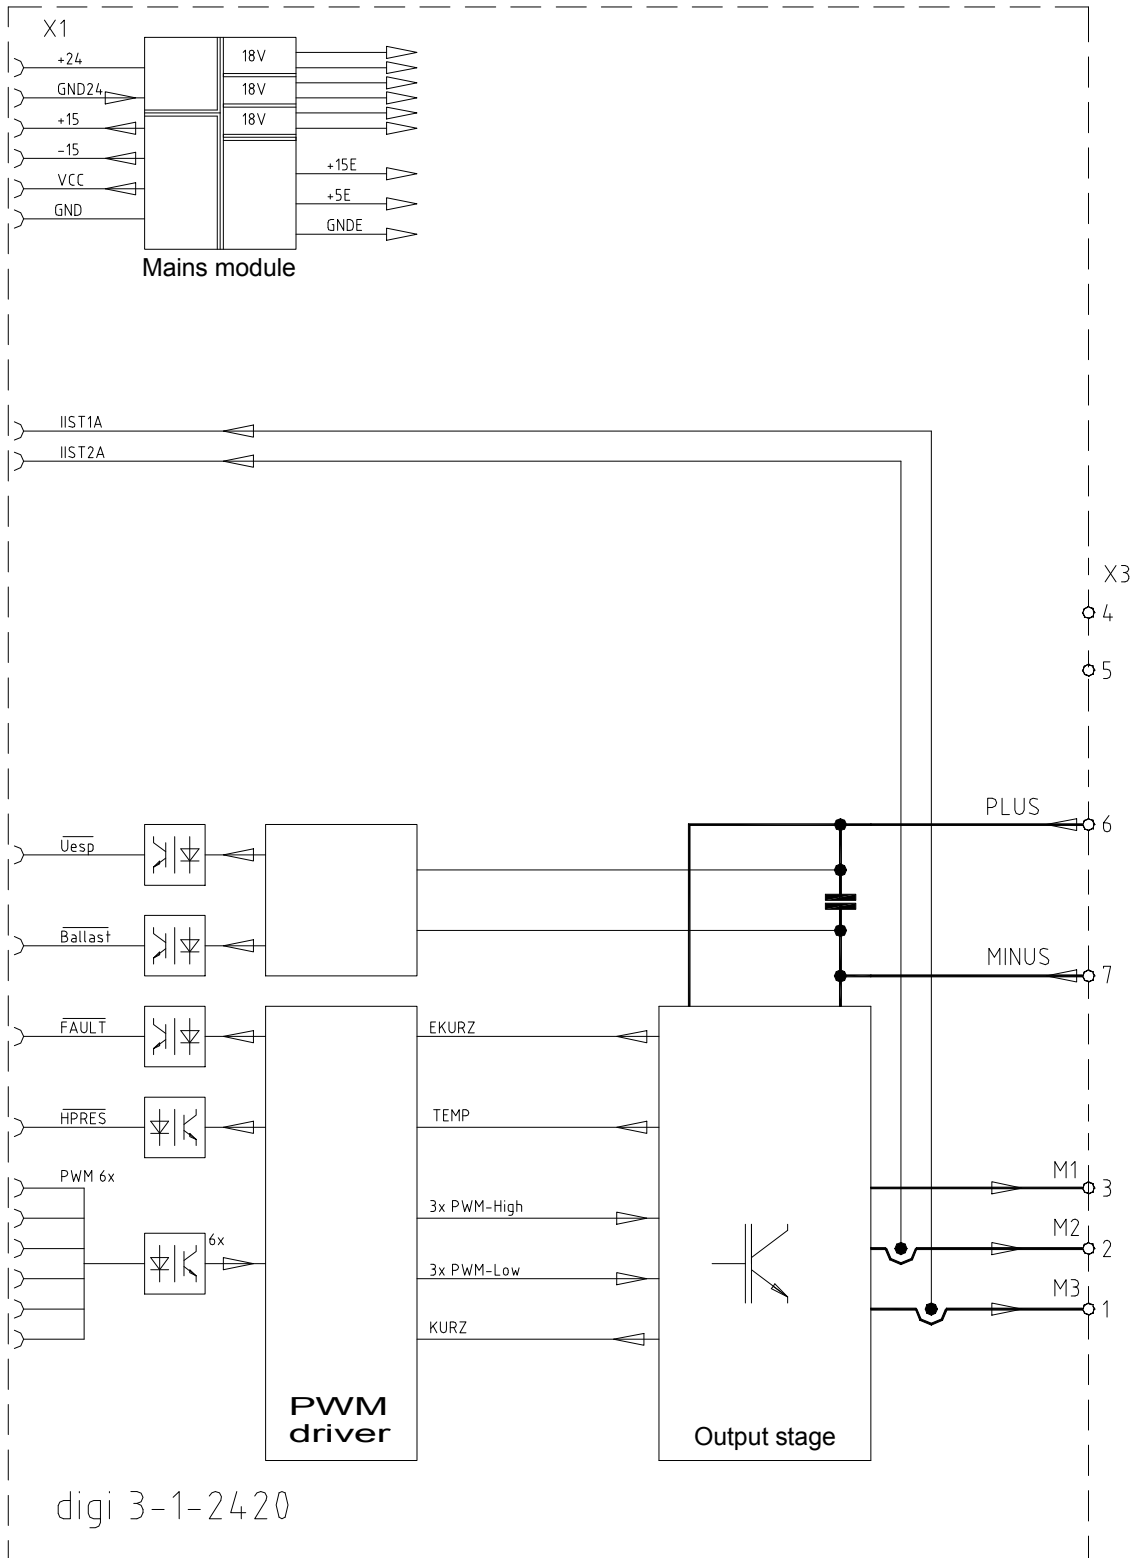 X1
+24
GND24
+15
-15
VCC
GND
18V
18V
18V
+15E
+5E
GNDE
Mains module
IIST1A
IIST2A
X3
4
5
PLUS
6
Uesp
Ballast
MINUS
7
FAULT
EKURZ
HPRES
TEMP
PWM 6x
M1
3
3x PWM-High
6x
M2
2
3x PWM-Low
M3
1
KURZ
PWM
driver
Output stage
digi 3-1-2420